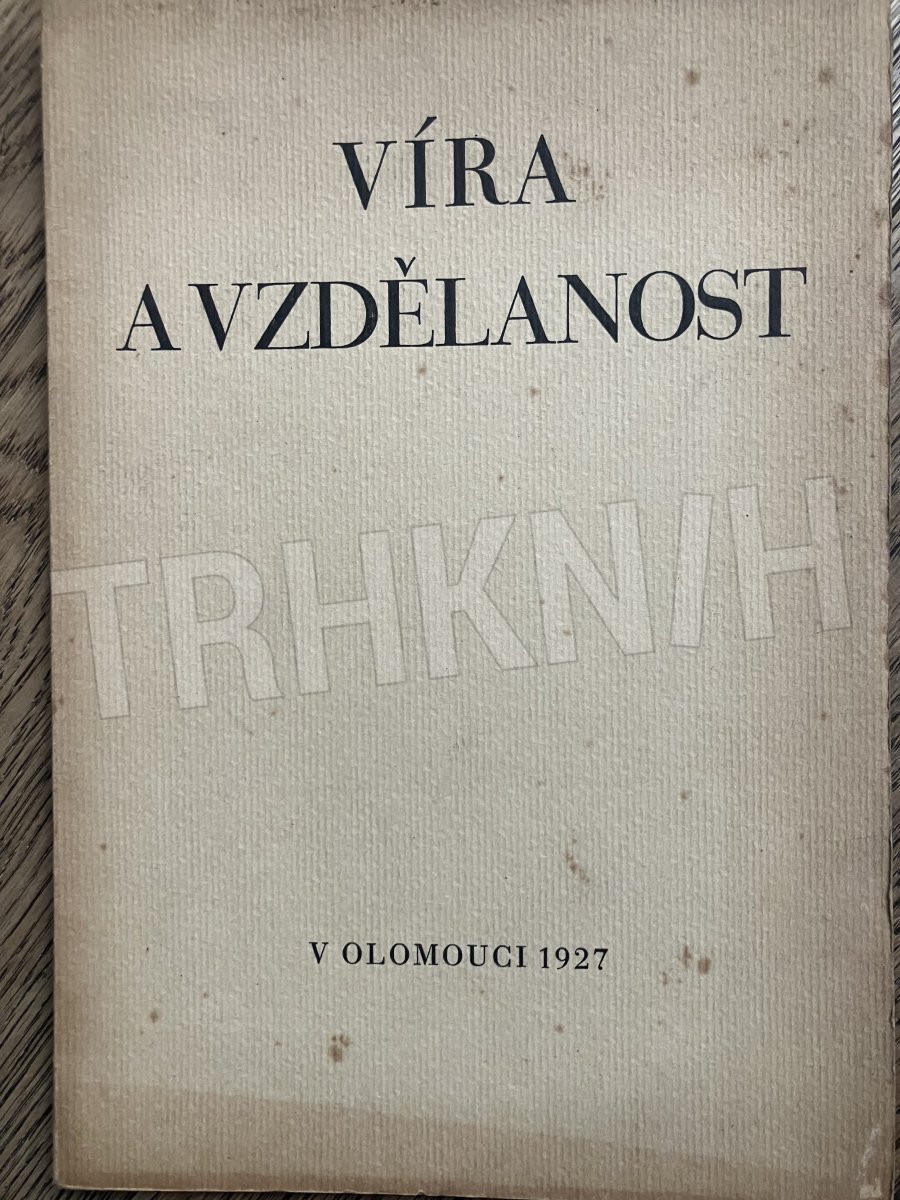 VÍRA
A VZDĚLANOST
TRHKNIH
V OLOMOUCI 1927